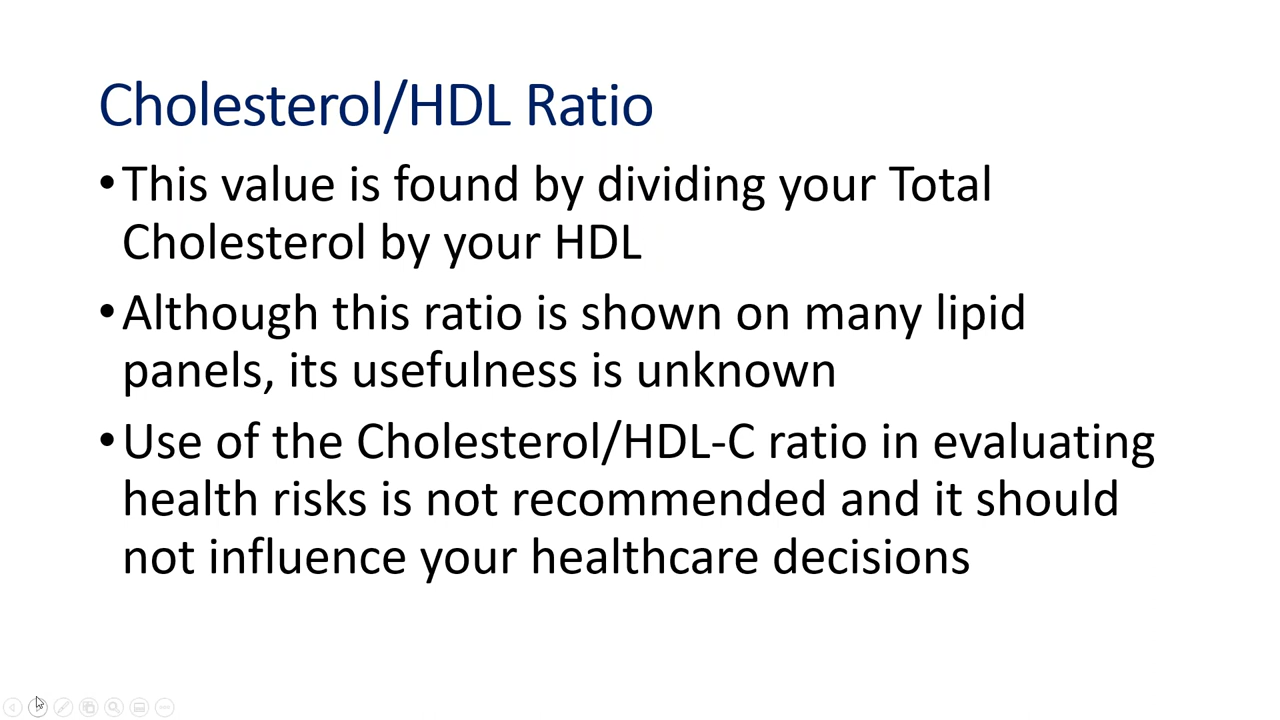 Cholesterol/HDL Ratio
•This value is found by dividing your Total
Cholesterol by your HDL
•Although this ratio is shown on many lipid
panels, its usefulness is unknown
•Use of the Cholesterol/HDL-C ratio in evaluating
health risks is not recommended and it should
not influence your healthcare decisions